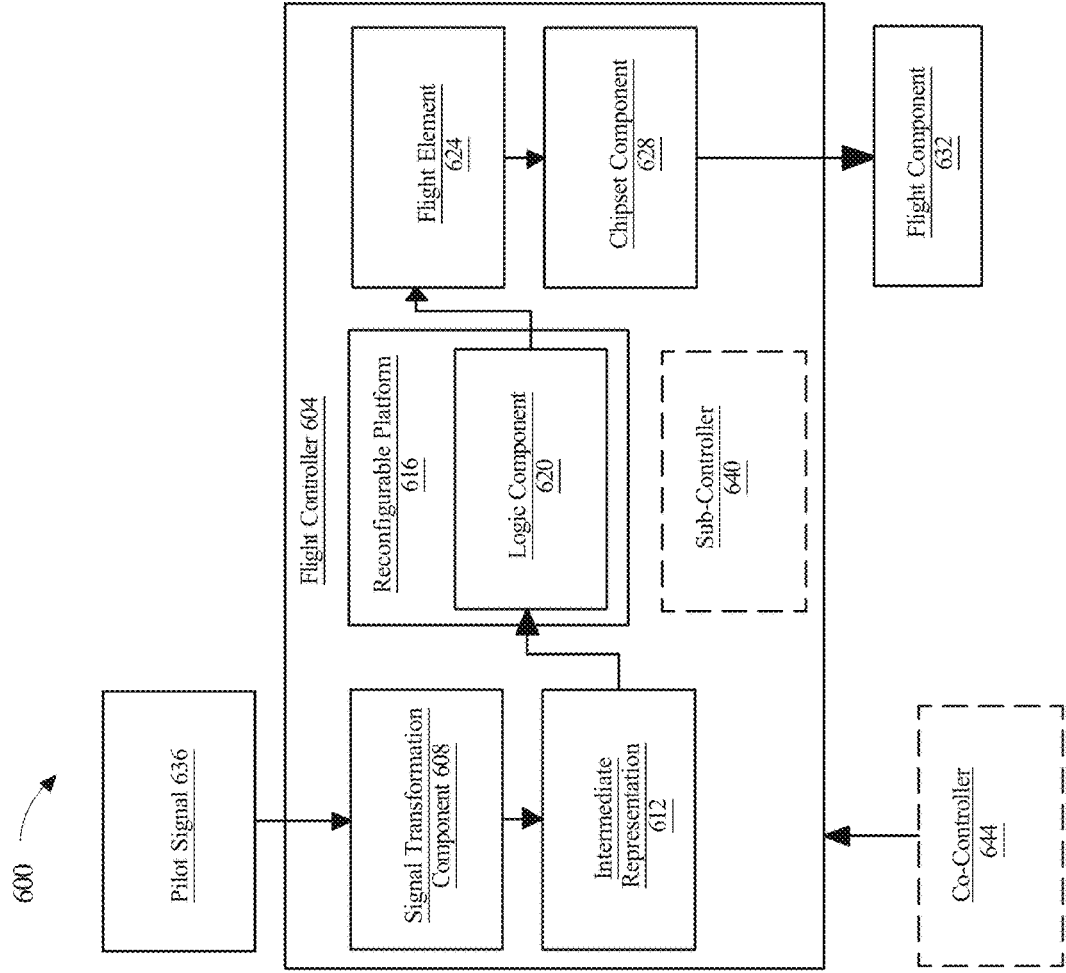 600
Pilot Signal 636
Flight Controller 604
Signal Transformation
Component 608
Intermediate
Representation
612
Reconfigurable Platform
616
Logic Component
620
Flight Element
624
Chipset Component
628
Sub-Controller
640
Co-Controller
644
Flight Component
632